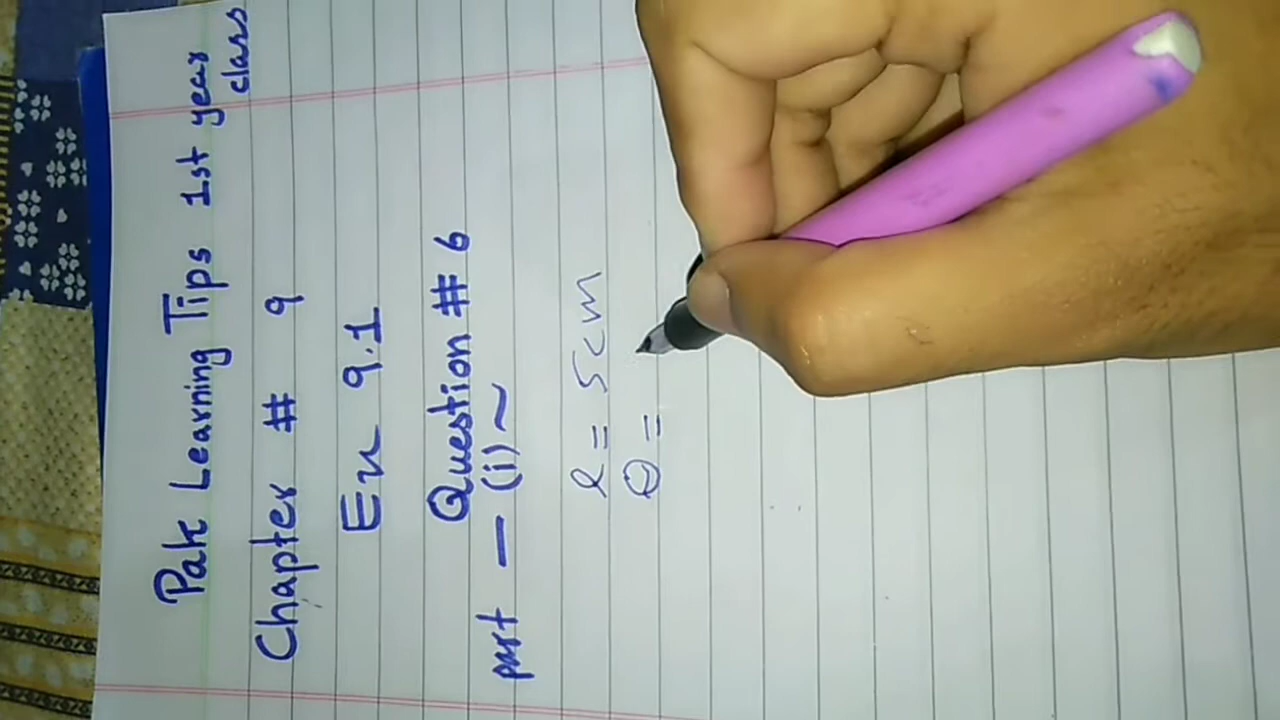 Pak Learning Tips 1st year
class
Chapter # 9
Ex 9.1
Question # 6
part — (i) ~
l = 5cm
θ =